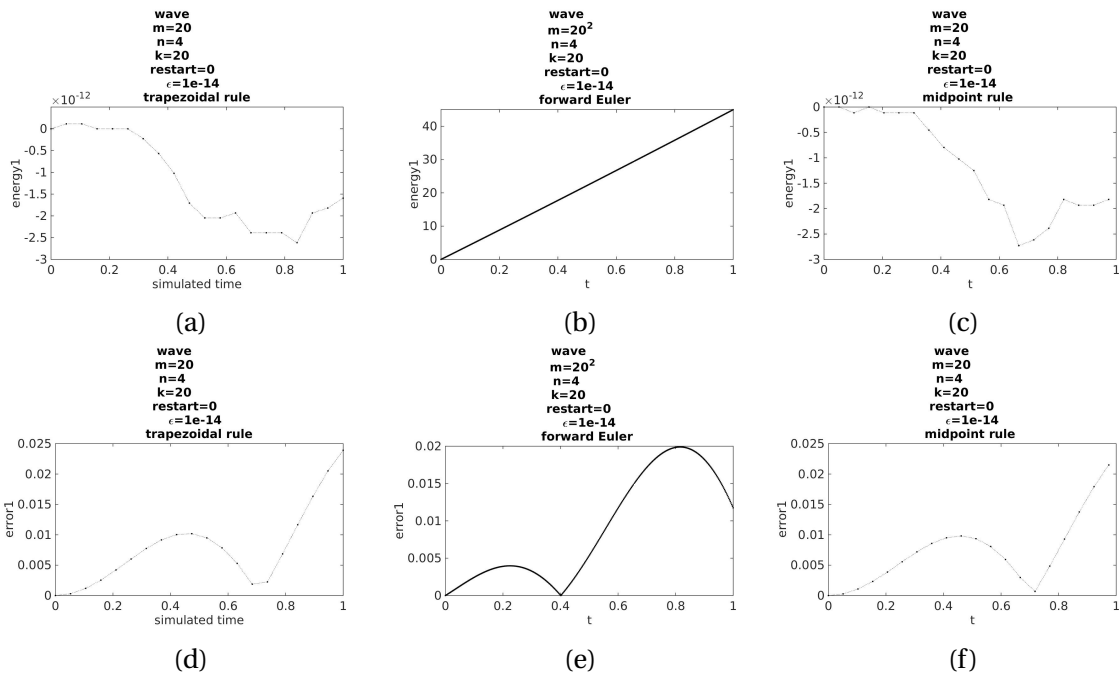 wave
m=20
n=4
k=20
restart=0
ϵ=1e-14
trapezoidal rule
×10⁻¹²
0
-0.5
-1
-1.5
-2
-2.5
-3
energy1
0 0.2 0.4 0.6 0.8 1
simulated time
(a)
wave
m=20²
n=4
k=20
restart=0
ϵ=1e-14
forward Euler
40
30
20
10
0
energy1
0 0.2 0.4 0.6 0.8 1
t
(b)
wave
m=20
n=4
k=20
restart=0
ϵ=1e-14
midpoint rule
×10⁻¹²
0
-0.5
-1
-1.5
-2
-2.5
-3
energy1
0 0.2 0.4 0.6 0.8 1
t
(c)
wave
m=20
n=4
k=20
restart=0
ϵ=1e-14
trapezoidal rule
0.025
0.02
0.015
0.01
0.005
0
error1
0 0.2 0.4 0.6 0.8 1
simulated time
(d)
wave
m=20²
n=4
k=20
restart=0
ϵ=1e-14
forward Euler
0.02
0.015
0.01
0.005
0
error1
0 0.2 0.4 0.6 0.8 1
t
(e)
wave
m=20
n=4
k=20
restart=0
ϵ=1e-14
midpoint rule
0.025
0.02
0.015
0.01
0.005
0
error1
0 0.2 0.4 0.6 0.8 1
t
(f)